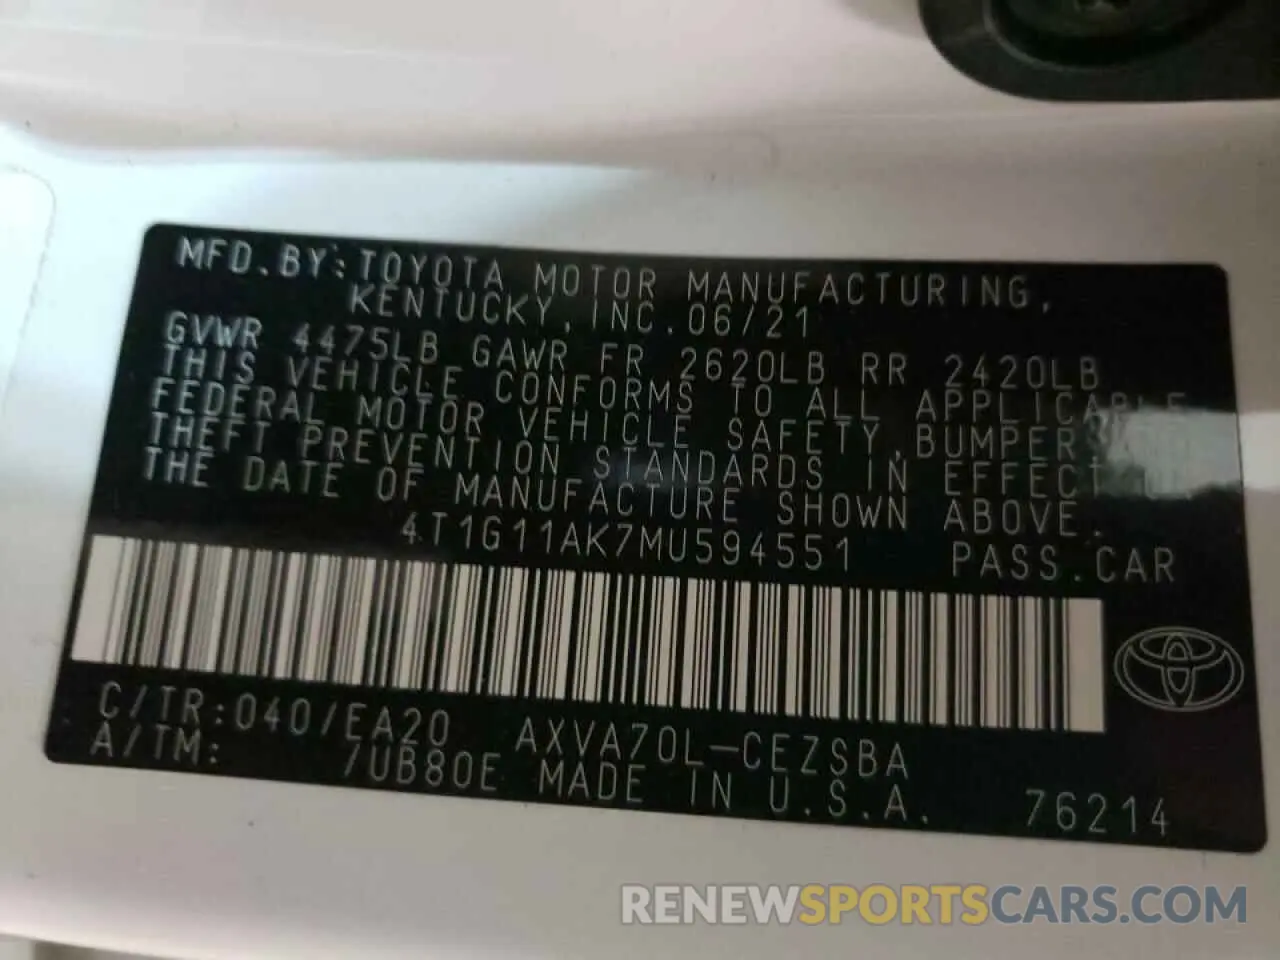 MFD.BY:TOYOTA MOTOR MANUFACTURING,
KENTUCKY,INC.06/21
GVWR 4475LB GAWR FR 2620LB RR 2420LB
THIS VEHICLE CONFORMS TO ALL APPLICABLE
FEDERAL MOTOR VEHICLE SAFETY,BUMPER,
THEFT PREVENTION STANDARDS IN EFFECT
THE DATE OF MANUFACTURE SHOWN ABOVE.
4T1G11AK7MU594551 PASS.CAR
C/TR:040/EA20 AXVA70L-CEZSBA
A/TM: /UB80E MADE IN U.S.A. 76214
RENEWSPORTSCARS.COM